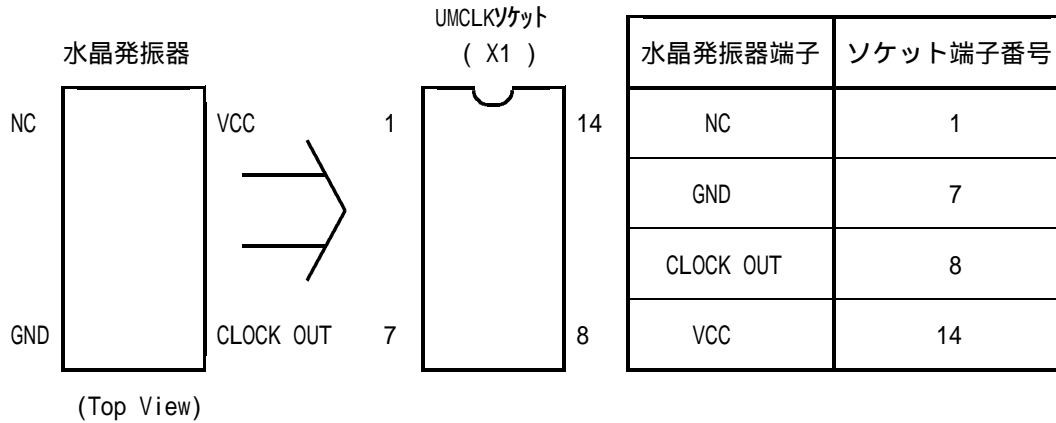 水晶発振器
NC
VCC
GND
CLOCK OUT
(Top View)
UMCLKソケット
( X1 )
1
14
7
8
水晶発振器端子 ソケット端子番号
NC 1
GND 7
CLOCK OUT 8
VCC 14